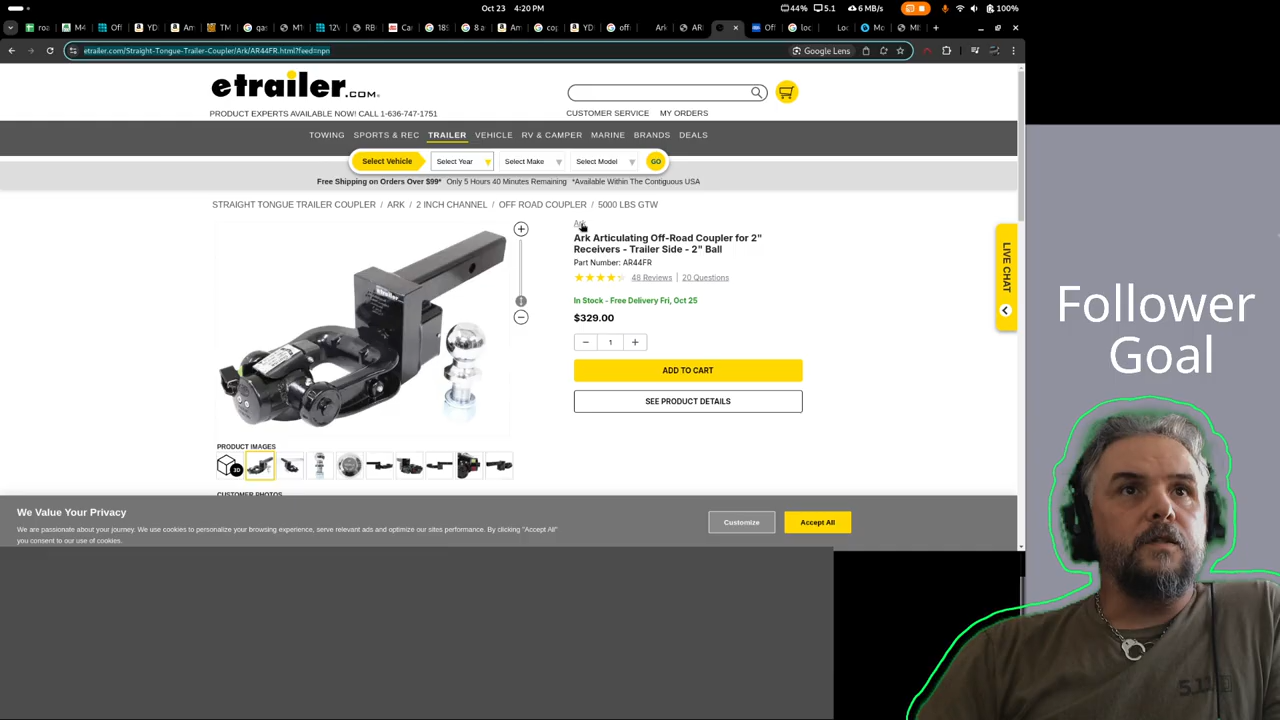 Oct 23 4:20 PM
44% 5.1 6 MB/s 100%
etrailer.com/Straight-Tongue-Trailer-Coupler/Ark/AR44FR.html?feed=npn
Google Lens
etrailer.COM
PRODUCT EXPERTS AVAILABLE NOW! CALL 1-636-747-1751
CUSTOMER SERVICE MY ORDERS
TOWING SPORTS & REC TRAILER VEHICLE RV & CAMPER MARINE BRANDS DEALS
Select Vehicle Select Year Select Make Select Model GO
Free Shipping on Orders Over $99* Only 5 Hours 40 Minutes Remaining *Available Within The Contiguous USA
STRAIGHT TONGUE TRAILER COUPLER / ARK / 2 INCH CHANNEL / OFF ROAD COUPLER / 5000 LBS GTW
Ark
Ark Articulating Off-Road Coupler for 2"
Receivers - Trailer Side - 2" Ball
Part Number: AR44FR
48 Reviews | 20 Questions
In Stock - Free Delivery Fri, Oct 25
$329.00
1
ADD TO CART
SEE PRODUCT DETAILS
LIVE CHAT
PRODUCT IMAGES
3D
CUSTOMER PHOTOS
We Value Your Privacy
We are passionate about your journey. We use cookies to personalize your browsing experience, serve relevant ads and optimize our sites performance. By clicking "Accept All"
you consent to our use of cookies.
Customize Accept All
Follower
Goal